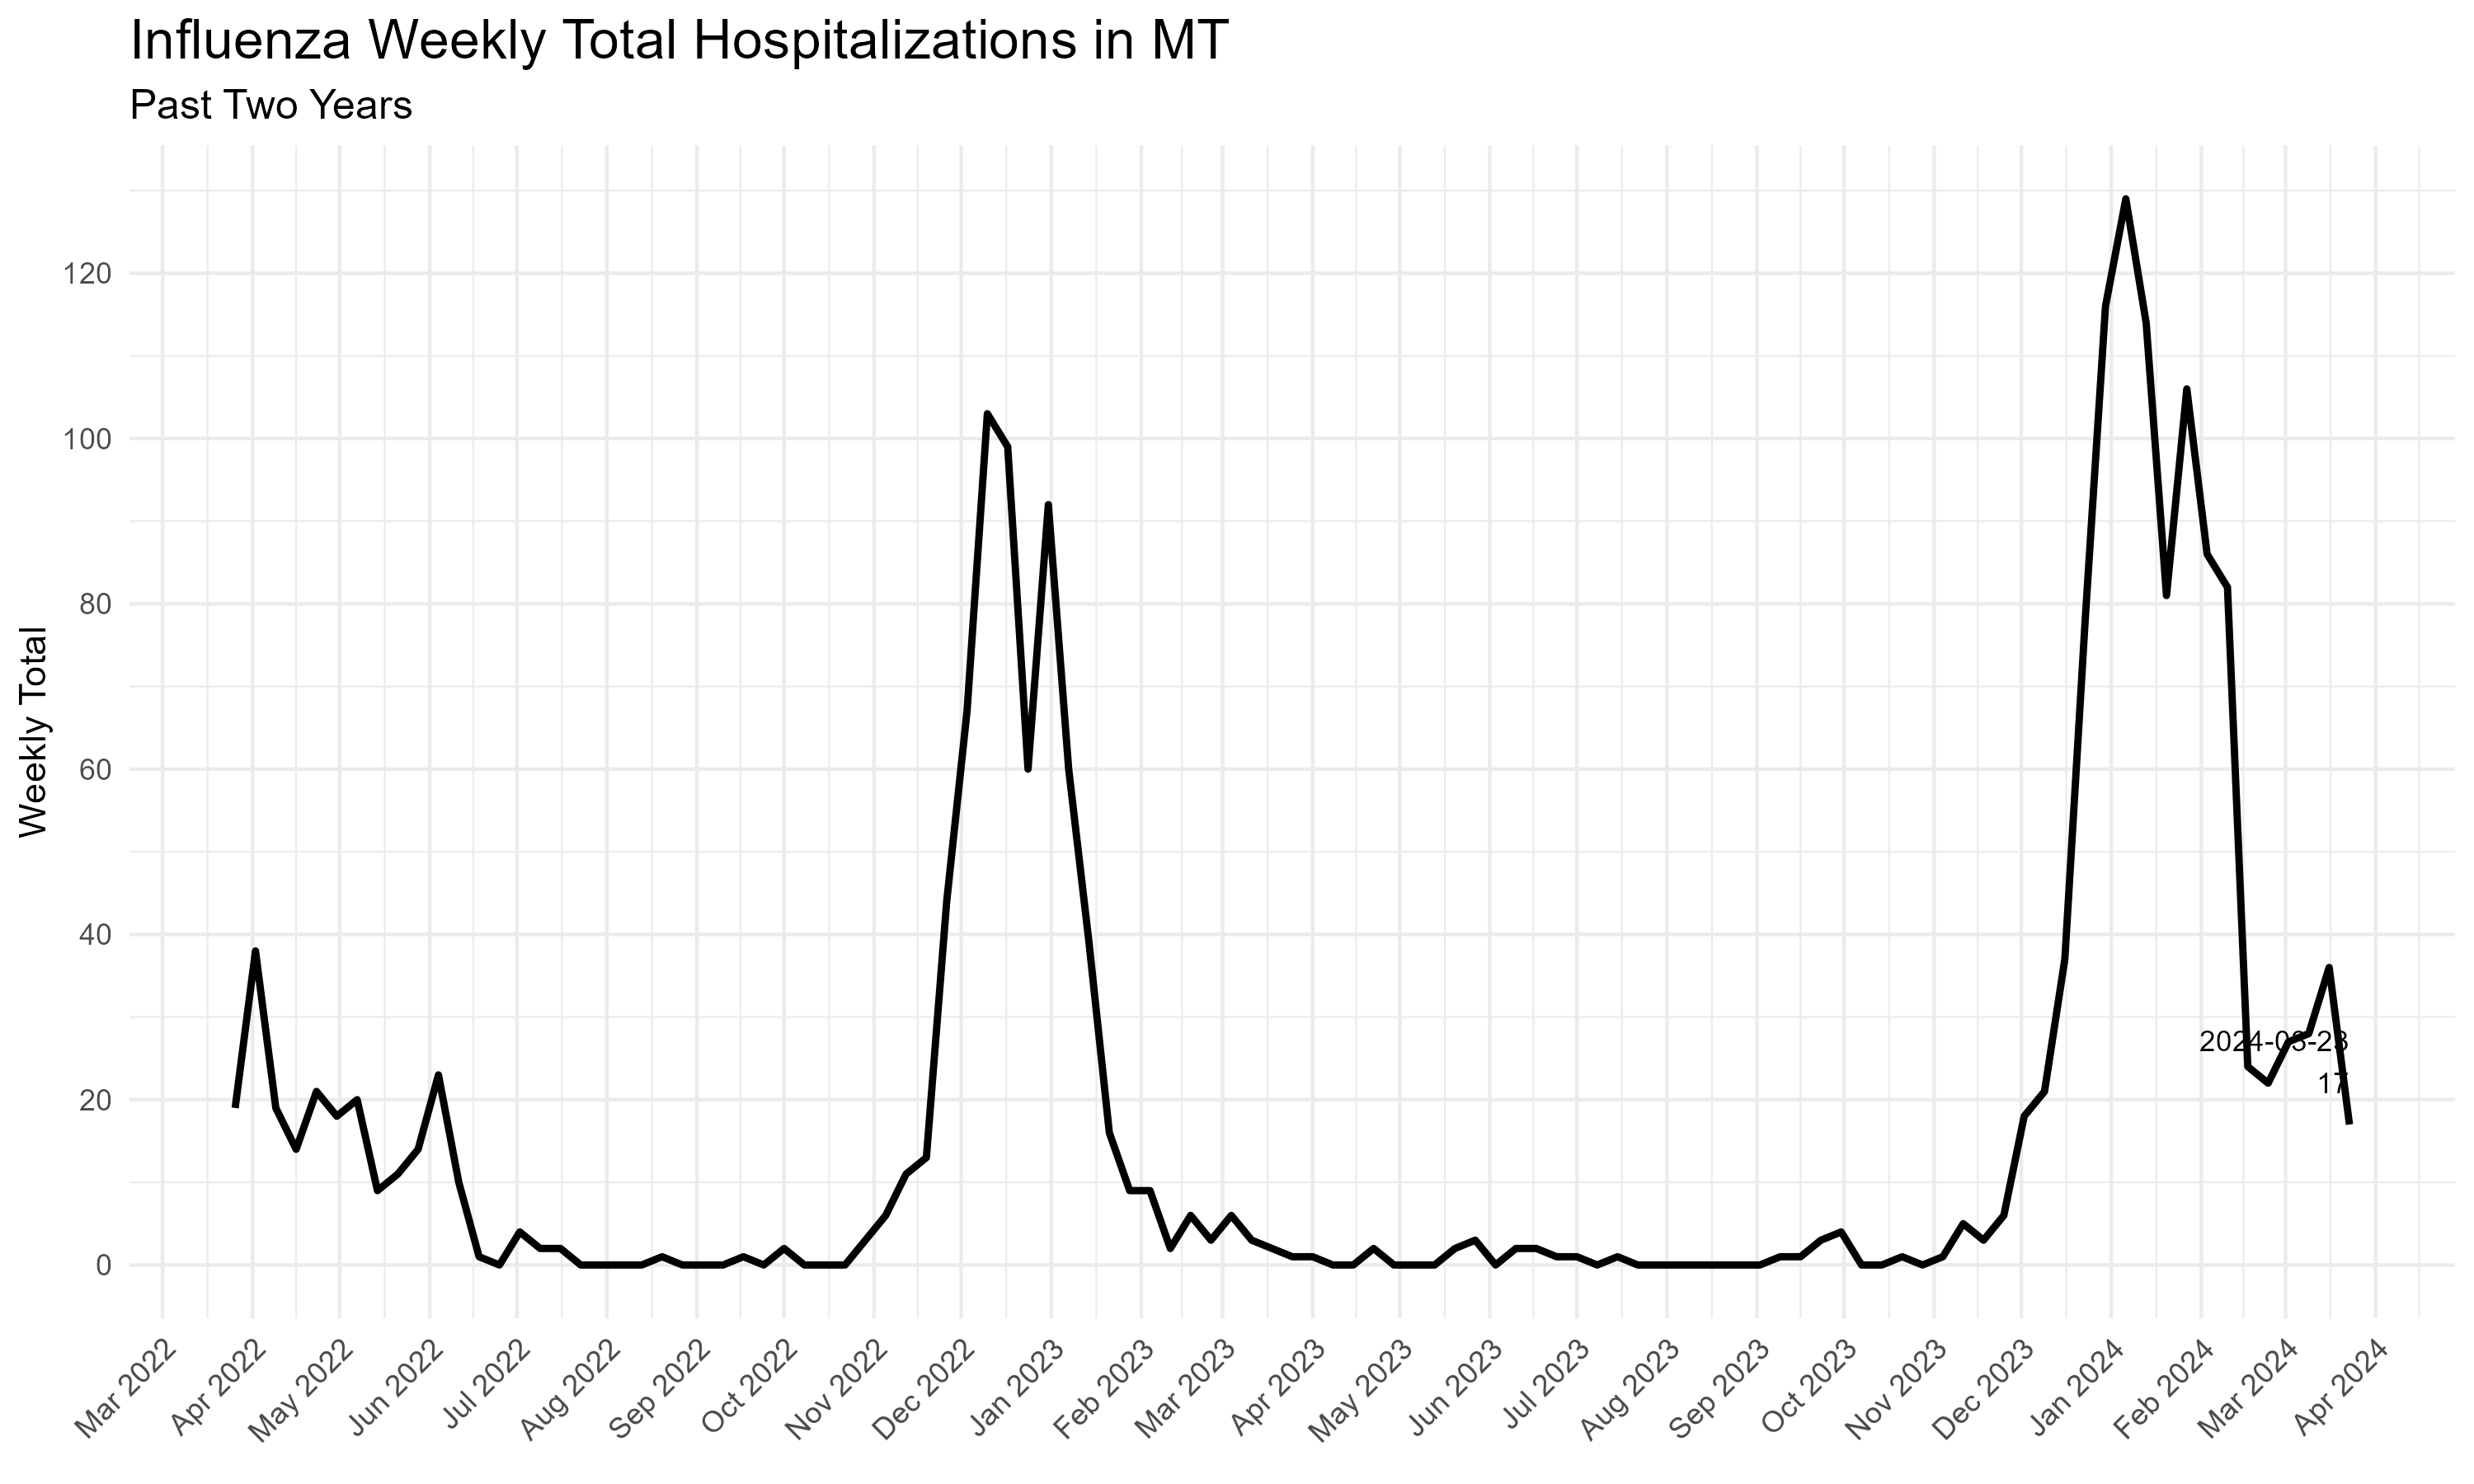 Influenza Weekly Total Hospitalizations in MT
Past Two Years
Weekly Total
120
100
80
60
40
20
0
2024-03-23
17
Mar 2022
Apr 2022
May 2022
Jun 2022
Jul 2022
Aug 2022
Sep 2022
Oct 2022
Nov 2022
Dec 2022
Jan 2023
Feb 2023
Mar 2023
Apr 2023
May 2023
Jun 2023
Jul 2023
Aug 2023
Sep 2023
Oct 2023
Nov 2023
Dec 2023
Jan 2024
Feb 2024
Mar 2024
Apr 2024